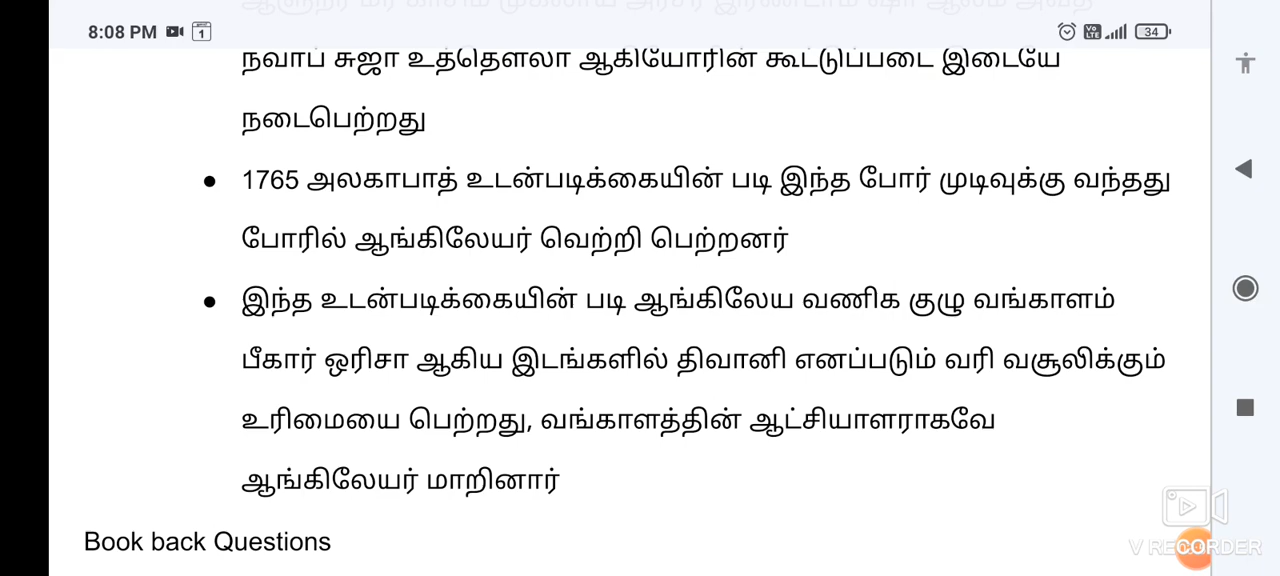 8:08 PM
34
நவாப் சுஜா உத்தௌலா ஆகியோரின் கூட்டுப்படை இடையே
நடைபெற்றது
● 1765 அலகாபாத் உடன்படிக்கையின் படி இந்த போர் முடிவுக்கு வந்தது
போரில் ஆங்கிலேயர் வெற்றி பெற்றனர்
● இந்த உடன்படிக்கையின் படி ஆங்கிலேய வணிக குழு வங்காளம்
பீகார் ஒரிசா ஆகிய இடங்களில் திவானி எனப்படும் வரி வசூலிக்கும்
உரிமையை பெற்றது, வங்காளத்தின் ஆட்சியாளராகவே
ஆங்கிலேயர் மாறினார்
Book back Questions
V RECORDER